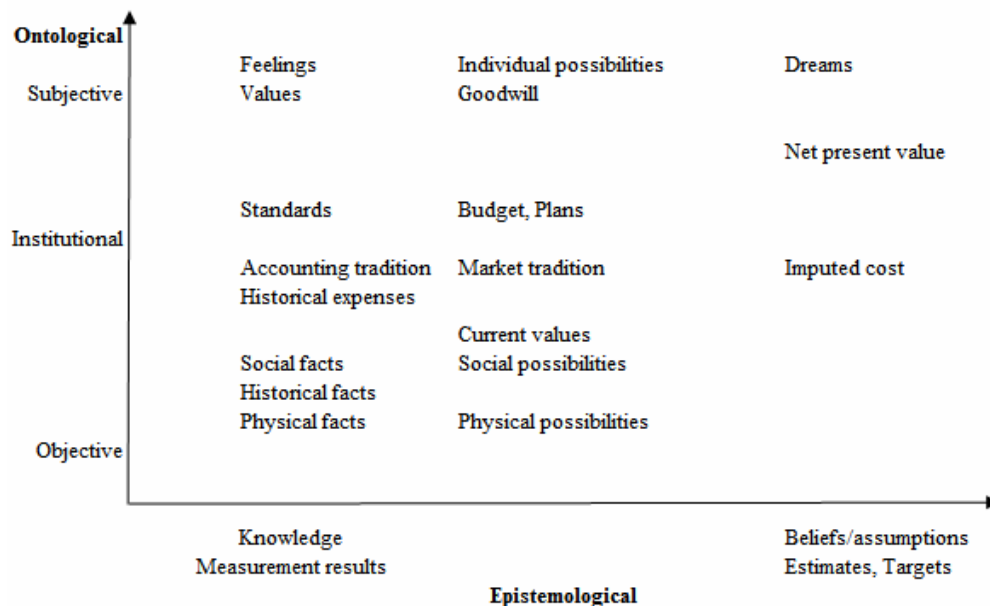 Ontological
Feelings Individual possibilities Dreams
Subjective Values Goodwill
Net present value
Standards Budget, Plans
Institutional
Accounting tradition Market tradition Imputed cost
Historical expenses
Current values
Social facts Social possibilities
Historical facts
Physical facts Physical possibilities
Objective
Knowledge Beliefs/assumptions
Measurement results Estimates, Targets
Epistemological